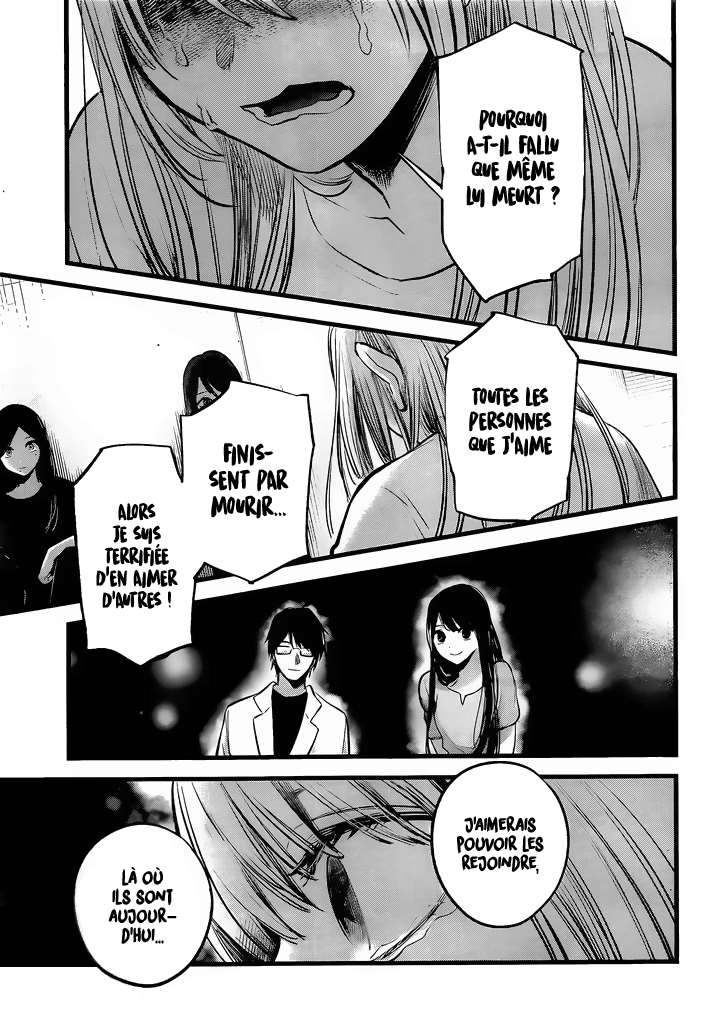 POURQUOI
A-T-IL FALLU
QUE MÊME
LUI MEURT ?
TOUTES LES
PERSONNES
QUE J'AIME
FINIS-
SENT PAR
MOURIR...
ALORS
JE SUIS
TERRIFIÉE
D'EN AIMER
D'AUTRES !
J'AIMERAIS
POUVOIR LES
REJOINDRE,
LÀ OÙ
ILS SONT
AUJOUR-
D'HUI...